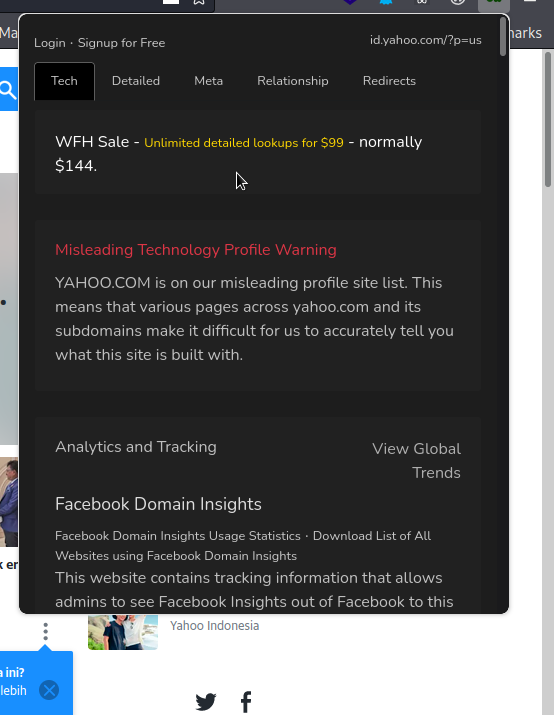 Ma
arks
Login · Signup for Free
id.yahoo.com/?p=us
Tech
Detailed
Meta
Relationship
Redirects
WFH Sale - Unlimited detailed lookups for $99 - normally
$144.
Misleading Technology Profile Warning
YAHOO.COM is on our misleading profile site list. This
means that various pages across yahoo.com and its
subdomains make it difficult for us to accurately tell you
what this site is built with.
Analytics and Tracking
View Global
Trends
Facebook Domain Insights
Facebook Domain Insights Usage Statistics · Download List of All
Websites using Facebook Domain Insights
This website contains tracking information that allows
admins to see Facebook Insights out of Facebook to this
k er
Yahoo Indonesia
a ini?
lebih